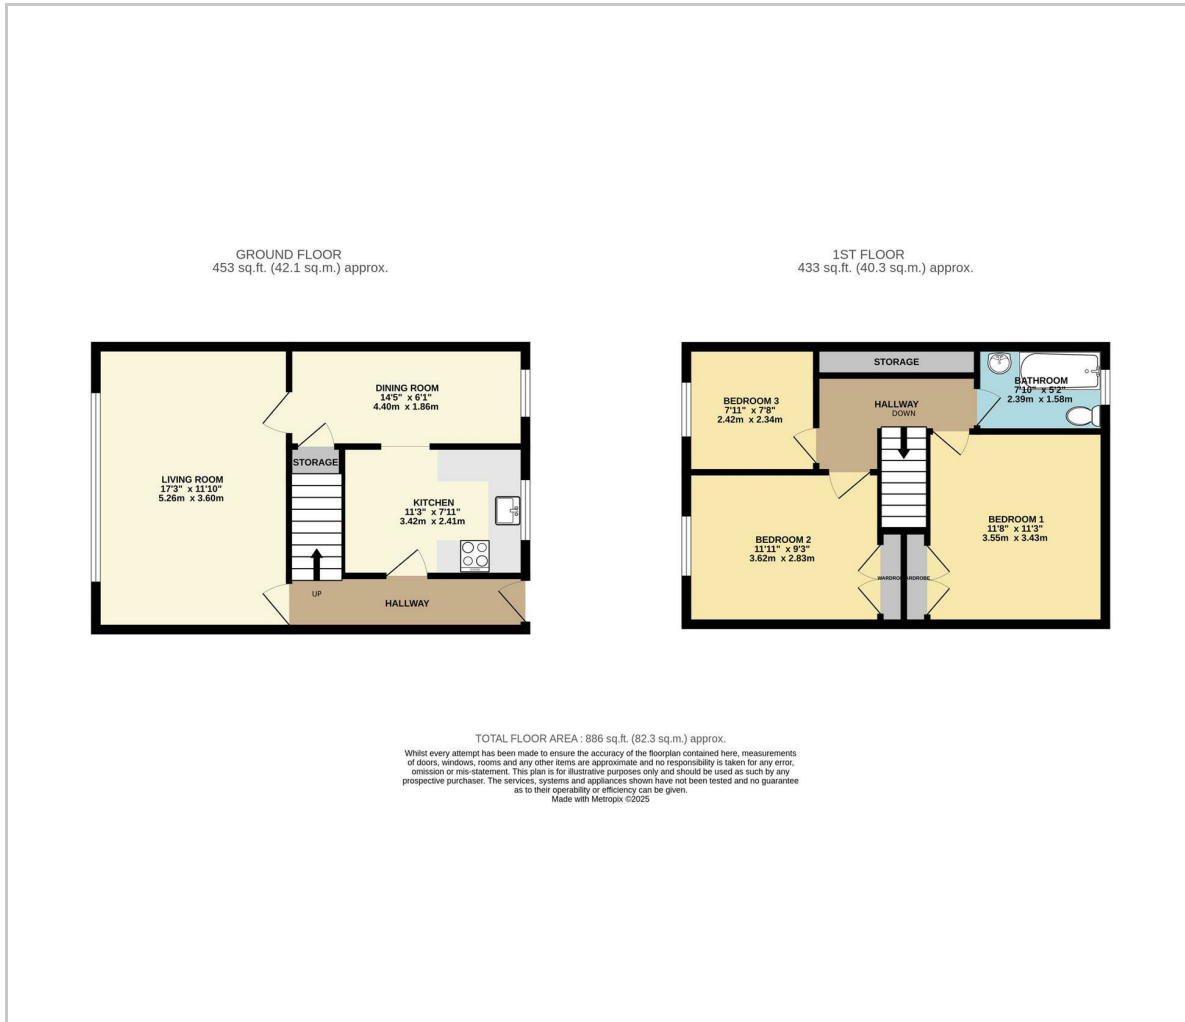 GROUND FLOOR
453 sq.ft. (42.1 sq.m.) approx.
DINING ROOM
14'5" x 6'1"
4.40m x 1.86m
STORAGE
LIVING ROOM
17'3" x 11'10"
5.26m x 3.60m
KITCHEN
11'3" x 7'11"
3.42m x 2.41m
UP
HALLWAY
1ST FLOOR
433 sq.ft. (40.3 sq.m.) approx.
STORAGE
BATHROOM
7'10" x 5'2"
2.39m x 1.58m
BEDROOM 3
7'11" x 7'8"
2.42m x 2.34m
HALLWAY
DOWN
BEDROOM 1
11'8" x 11'3"
3.55m x 3.43m
BEDROOM 2
11'11" x 9'3"
3.62m x 2.83m
TOTAL FLOOR AREA : 886 sq.ft. (82.3 sq.m.) approx.
Whilst every attempt has been made to ensure the accuracy of the floorplan contained here, measurements
of doors, windows, rooms and any other items are approximate and no responsibility is taken for any error,
omission or mis-statement. This plan is for illustrative purposes only and should be used as such by any
prospective purchaser. The services, systems and appliances shown have not been tested and no guarantee
as to their operability or efficiency can be given.
Made with Metropix ©2025